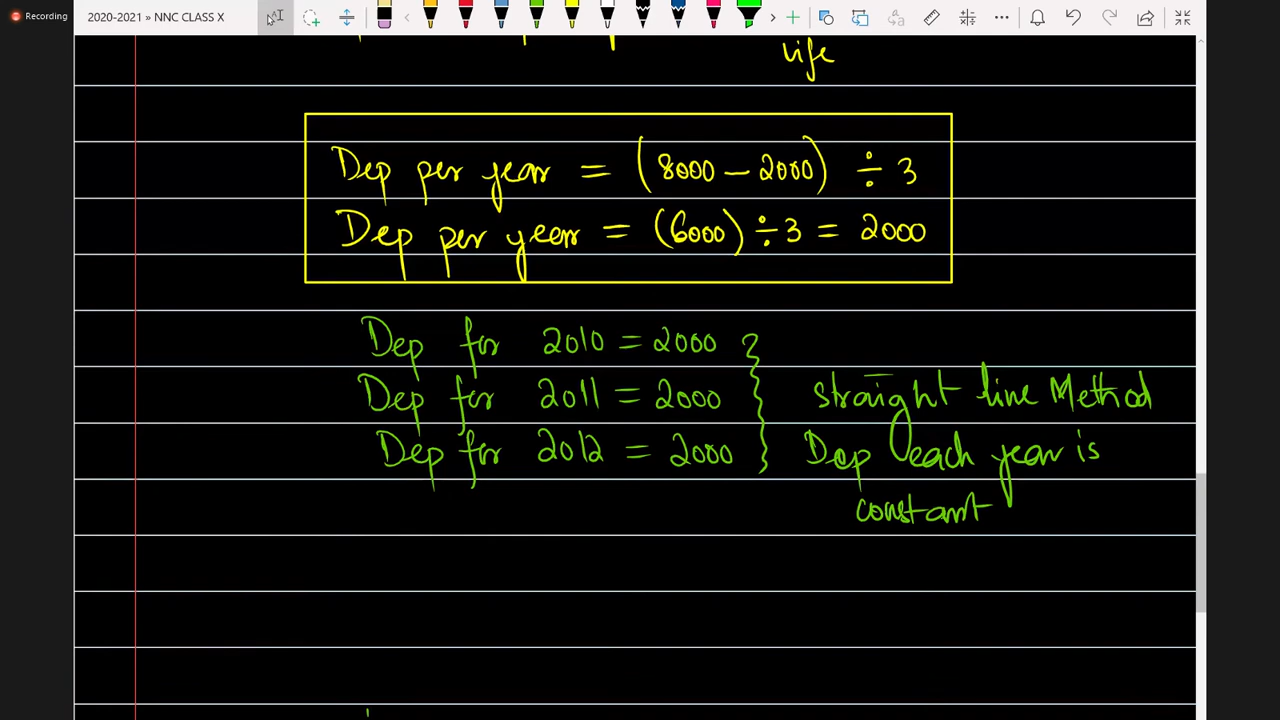 Recording
2020-2021 » NNC CLASS X
life
Dep per year = (8000 – 2000) ÷ 3
Dep per year = (6000) ÷ 3 = 2000
Dep for 2010 = 2000
Dep for 2011 = 2000
Dep for 2012 = 2000
straight line Method
Dep each year is
constant